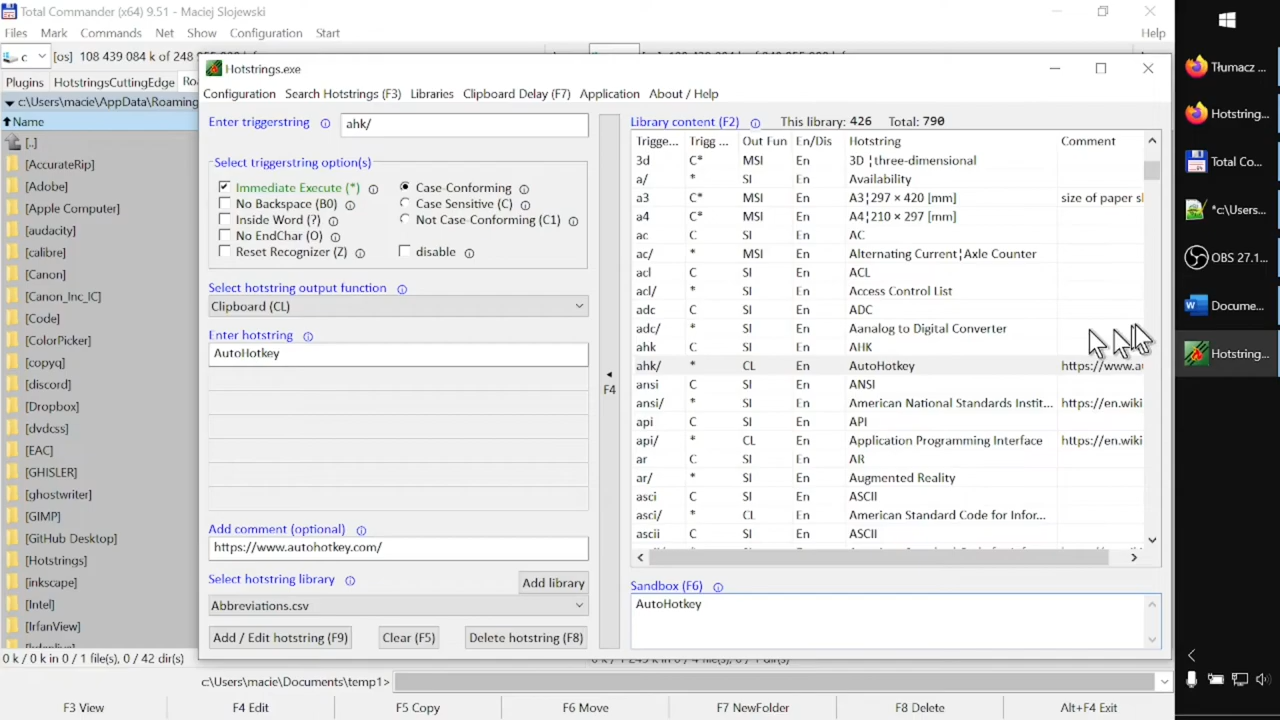 Total Commander (x64) 9.51 - Maciej Slojewski
Files Mark Commands Net Show Configuration Start Help
c [os] 108 439 084 k of
Plugins HotstringsCuttingEdge
c:\Users\macie\AppData\Roaming
Name
[..]
[AccurateRip]
[Adobe]
[Apple Computer]
[audacity]
[calibre]
[Canon]
[Canon_Inc_IC]
[Code]
[ColorPicker]
[copyq]
[discord]
[Dropbox]
[dvdcss]
[EAC]
[GHISLER]
[ghostwriter]
[GIMP]
[GitHub Desktop]
[Hotstrings]
[inkscape]
[Intel]
[IrfanView]
0 k / 0 k in 0 / 1 file(s), 0 / 42 dir(s)
Hotstrings.exe
Configuration Search Hotstrings (F3) Libraries Clipboard Delay (F7) Application About / Help
Enter triggerstring ⓘ ahk/
Select triggerstring option(s)
Immediate Execute (*) ⓘ Case-Conforming ⓘ
No Backspace (B0) ⓘ Case Sensitive (C) ⓘ
Inside Word (?) ⓘ Not Case-Conforming (C1) ⓘ
No EndChar (O) ⓘ
Reset Recognizer (Z) ⓘ disable ⓘ
Select hotstring output function ⓘ
Clipboard (CL)
Enter hotstring ⓘ
AutoHotkey
Add comment (optional) ⓘ
https://www.autohotkey.com/
Select hotstring library ⓘ Add library
Abbreviations.csv
Add / Edit hotstring (F9) Clear (F5) Delete hotstring (F8)
◄
F4
Library content (F2) ⓘ This library: 426 Total: 790
Trigge... Trigg ... Out Fun En/Dis Hotstring Comment
3d C* MSI En 3D ¦three-dimensional
a/ * SI En Availability
a3 C* MSI En A3¦297 × 420 [mm] size of paper sl
a4 C* MSI En A4¦210 × 297 [mm]
ac C SI En AC
ac/ * MSI En Alternating Current¦Axle Counter
acl C SI En ACL
acl/ * SI En Access Control List
adc C SI En ADC
adc/ * SI En Aanalog to Digital Converter
ahk C SI En AHK
ahk/ * CL En AutoHotkey https://www.au
ansi C SI En ANSI
ansi/ * SI En American National Standards Instit... https://en.wiki
api C SI En API
api/ * CL En Application Programming Interface https://en.wiki
ar C SI En AR
ar/ * SI En Augmented Reality
asci C SI En ASCII
asci/ * CL En American Standard Code for Infor...
ascii C SI En ASCII
Sandbox (F6) ⓘ
AutoHotkey
c:\Users\macie\Documents\temp1>
F3 View F4 Edit F5 Copy F6 Move F7 NewFolder F8 Delete Alt+F4 Exit
Tłumacz ...
Hotstring...
Total Co...
*c:\Users...
OBS 27.1...
Docume...
Hotstring...